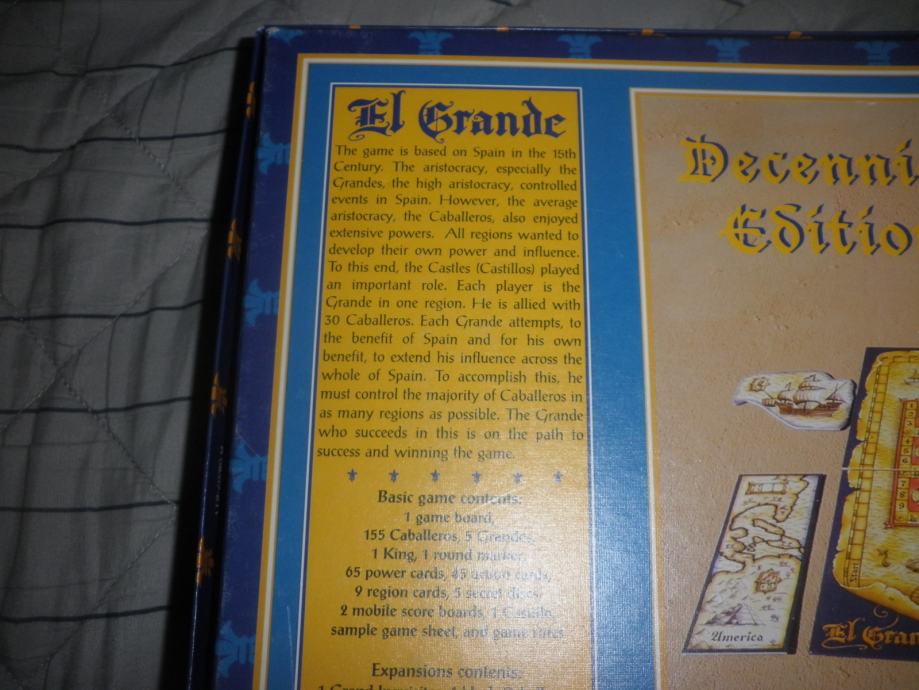 El Grande
The game is based on Spain in the 15th
Century. The aristocracy, especially the
Grandes, the high aristocracy, controlled
events in Spain. However, the average
aristocracy, the Caballeros, also enjoyed
extensive powers. All regions wanted to
develop their own power and influence.
To this end, the Castles (Castillos) played
an important role. Each player is the
Grande in one region. He is allied with
30 Caballeros. Each Grande attempts, to
the benefit of Spain and for his own
benefit, to extend his influence across the
whole of Spain. To accomplish this, he
must control the majority of Caballeros in
as many regions as possible. The Grande
who succeeds in this is on the path to
success and winning the game.
Basic game contents:
1 game board,
155 Caballeros, 5 Grandes,
1 King, 1 round marker,
65 power cards, 45 action cards,
9 region cards, 5 secret discs,
2 mobile score boards, 1 Castillo,
sample game sheet, and game rules
Expansions contents:
1 Grand
Decenni
Editio
America
El Gran
Start